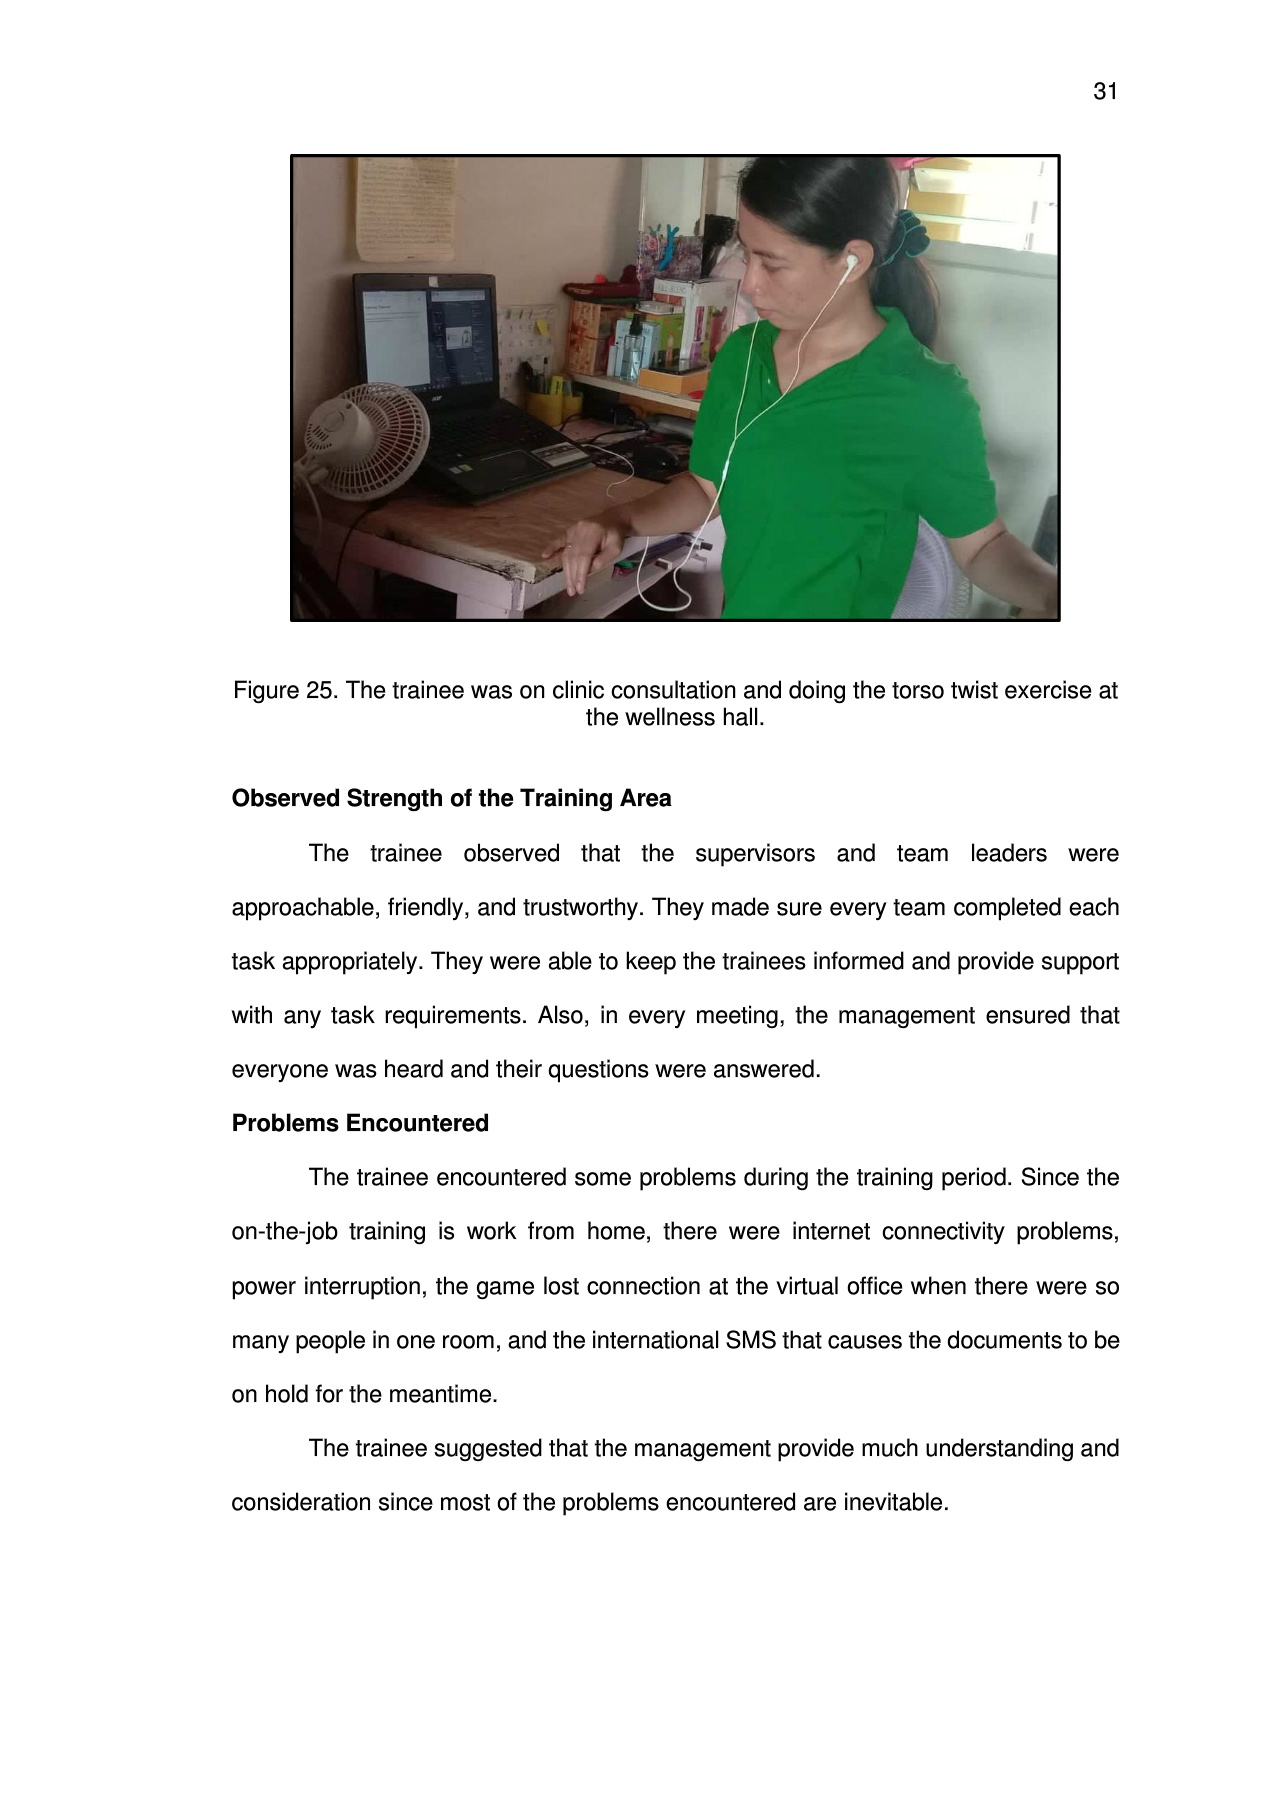 31
Figure 25. The trainee was on clinic consultation and doing the torso twist exercise at
the wellness hall.
Observed Strength of the Training Area
The trainee observed that the supervisors and team leaders were
approachable, friendly, and trustworthy. They made sure every team completed each
task appropriately. They were able to keep the trainees informed and provide support
with any task requirements. Also, in every meeting, the management ensured that
everyone was heard and their questions were answered.
Problems Encountered
The trainee encountered some problems during the training period. Since the
on-the-job training is work from home, there were internet connectivity problems,
power interruption, the game lost connection at the virtual office when there were so
many people in one room, and the international SMS that causes the documents to be
on hold for the meantime.
The trainee suggested that the management provide much understanding and
consideration since most of the problems encountered are inevitable.